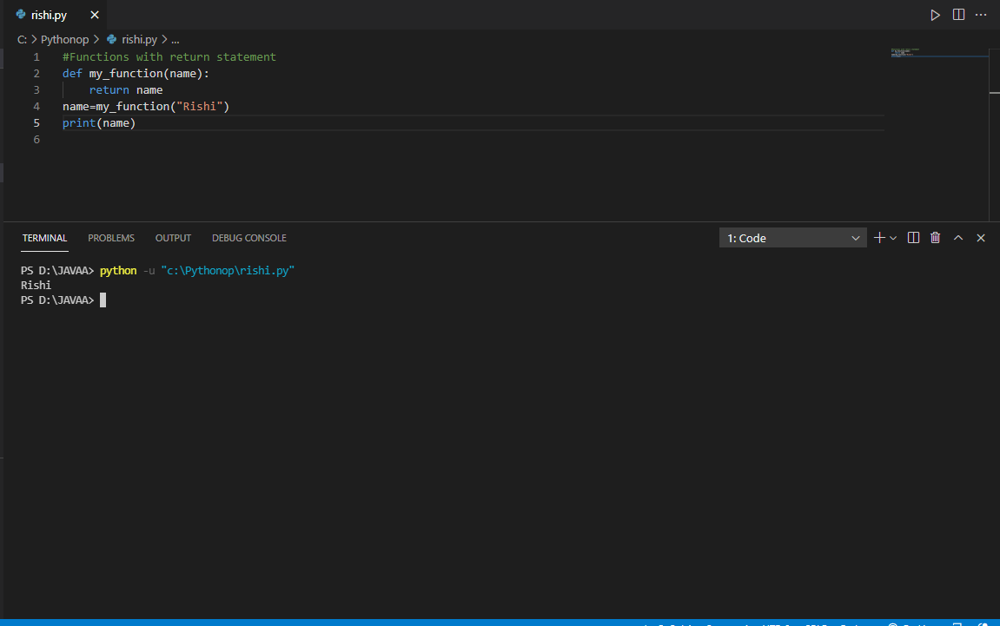 rishi.py
C: > Pythonop > rishi.py > ...
1 #Functions with return statement
2 def my_function(name):
3     return name
4 name=my_function("Rishi")
5 print(name)
6
TERMINAL PROBLEMS OUTPUT DEBUG CONSOLE 1: Code
PS D:\JAVAA> python -u "c:\Pythonop\rishi.py"
Rishi
PS D:\JAVAA>